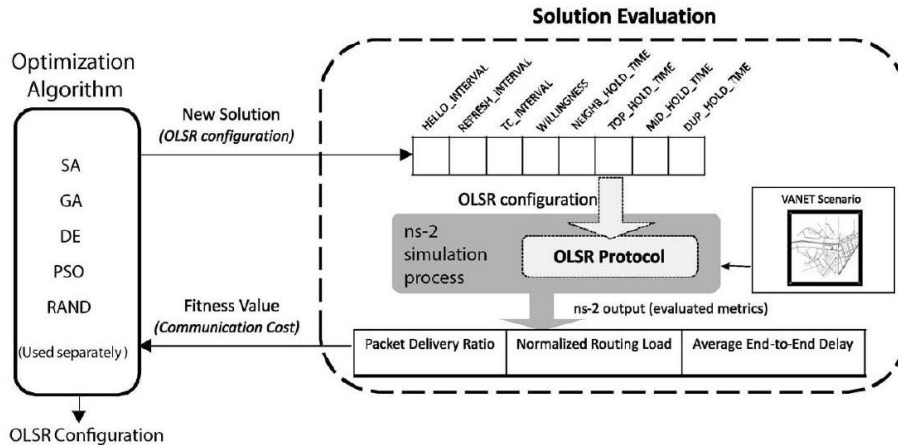 Solution Evaluation
Optimization
Algorithm
SA
GA
DE
PSO
RAND
(Used separately)
OLSR Configuration
New Solution
(OLSR configuration)
HELLO_INTERVAL
REFRESH_INTERVAL
TC_INTERVAL
WILLINGNESS
NEIGHB_HOLD_TIME
TOP_HOLD_TIME
MID_HOLD_TIME
DUP_HOLD_TIME
OLSR configuration
VANET Scenario
ns-2
simulation
process
OLSR Protocol
ns-2 output (evaluated metrics)
Fitness Value
(Communication Cost)
Packet Delivery Ratio
Normalized Routing Load
Average End-to-End Delay